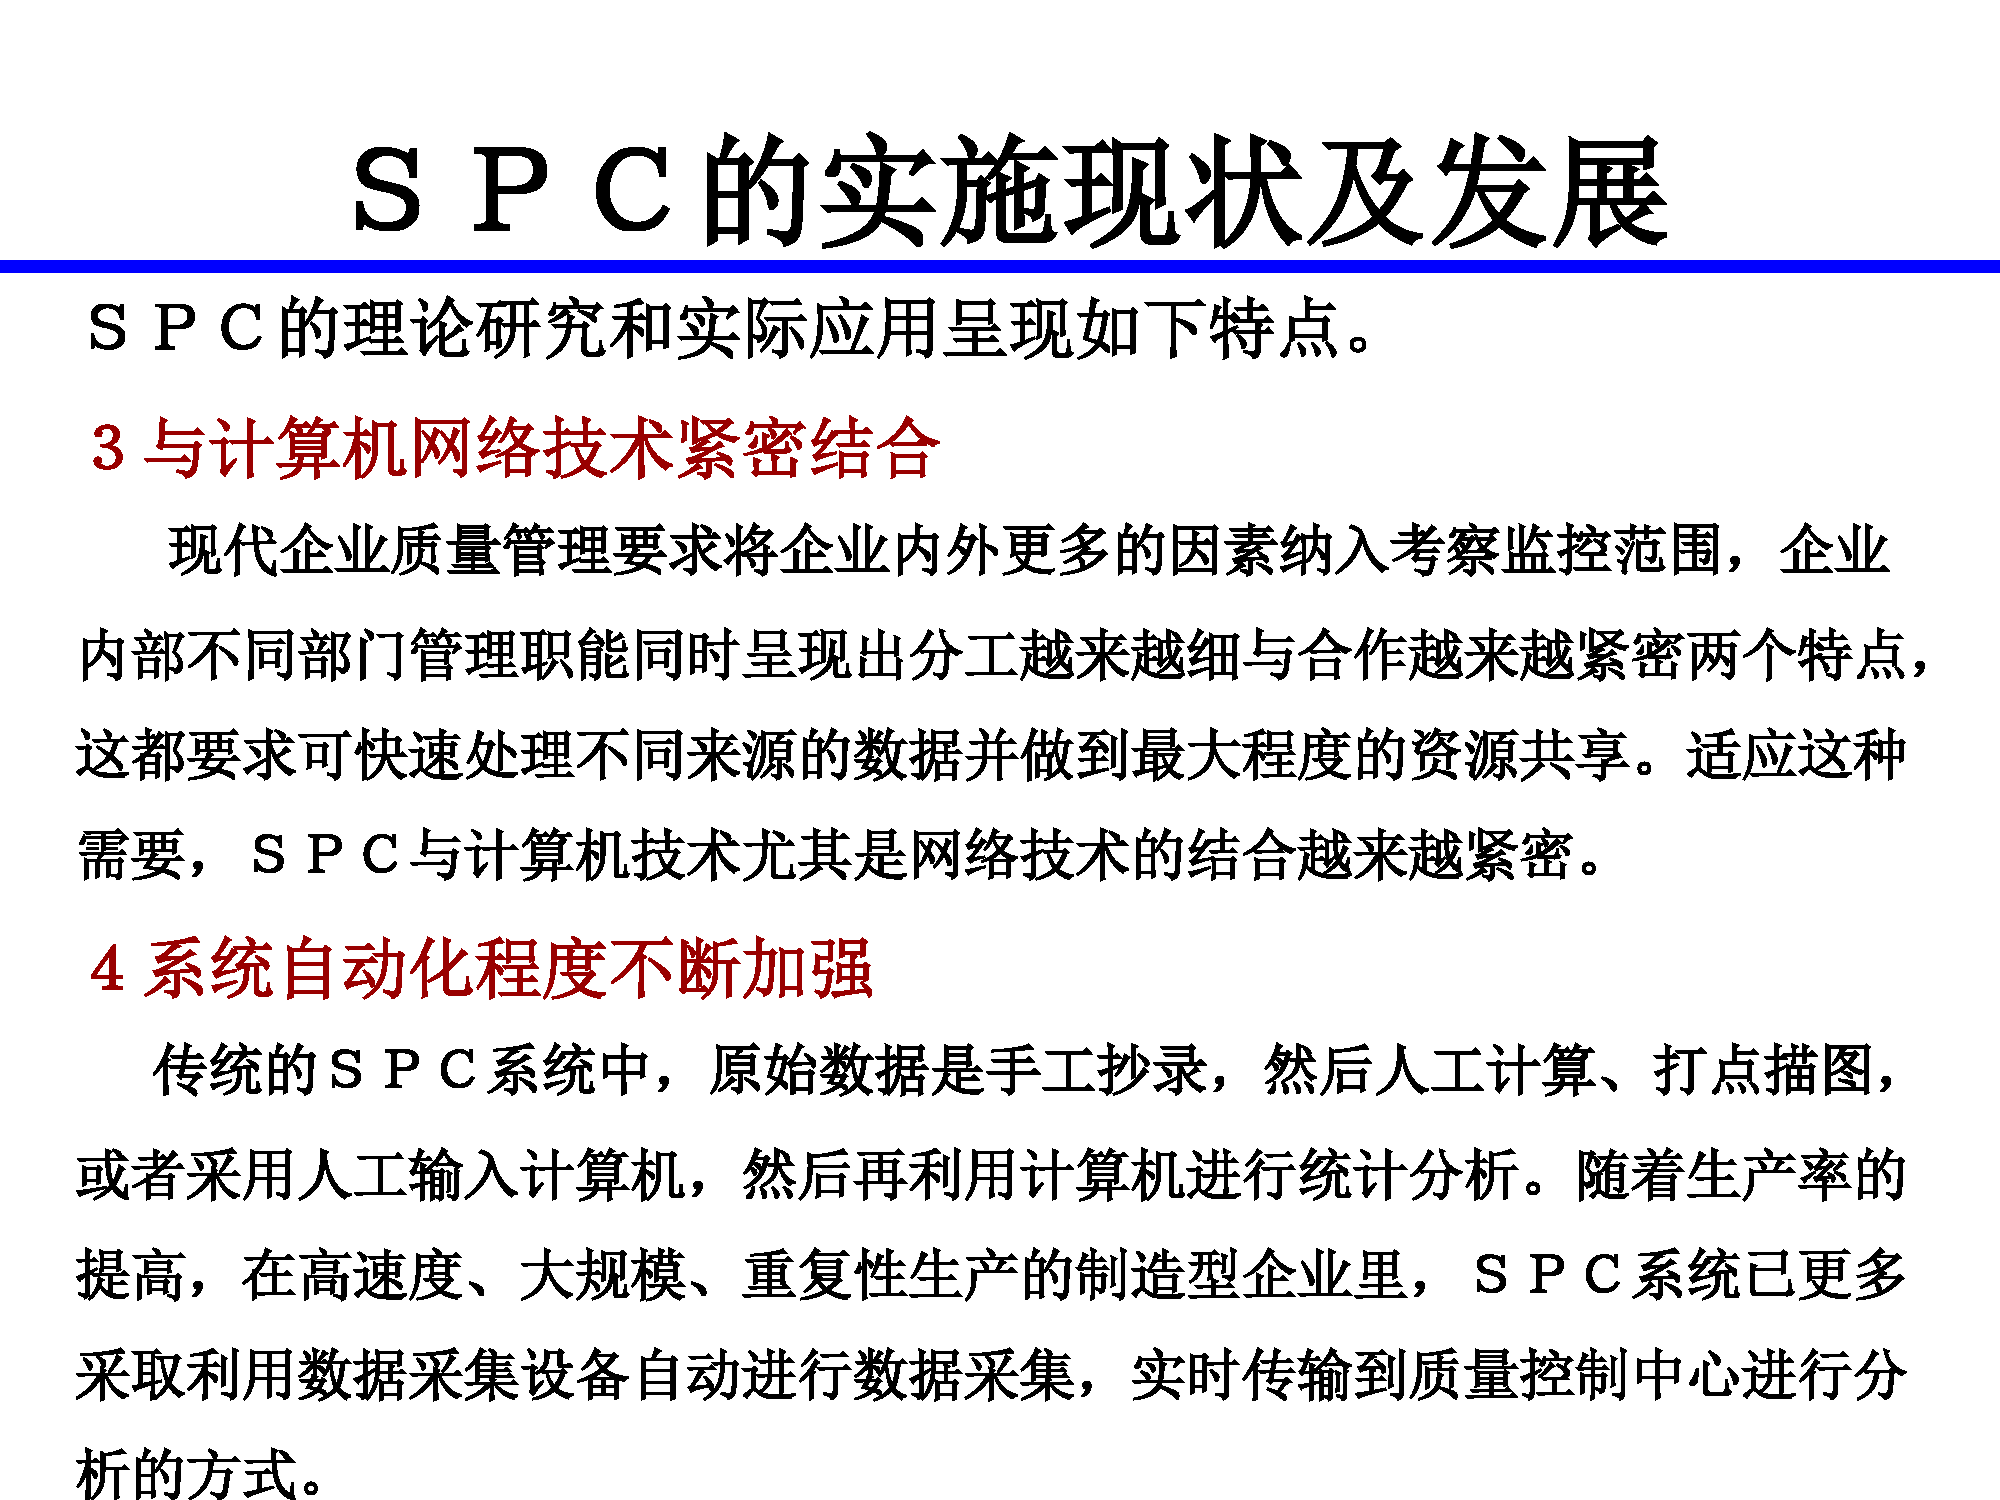 ＳＰＣ的实施现状及发展
ＳＰＣ的理论研究和实际应用呈现如下特点。
3 与计算机网络技术紧密结合
现代企业质量管理要求将企业内外更多的因素纳入考察监控范围，企业
内部不同部门管理职能同时呈现出分工越来越细与合作越来越紧密两个特点，
这都要求可快速处理不同来源的数据并做到最大程度的资源共享。适应这种
需要，ＳＰＣ与计算机技术尤其是网络技术的结合越来越紧密。
4 系统自动化程度不断加强
传统的ＳＰＣ系统中，原始数据是手工抄录，然后人工计算、打点描图，
或者采用人工输入计算机，然后再利用计算机进行统计分析。随着生产率的
提高，在高速度、大规模、重复性生产的制造型企业里，ＳＰＣ系统已更多
采取利用数据采集设备自动进行数据采集，实时传输到质量控制中心进行分
析的方式。